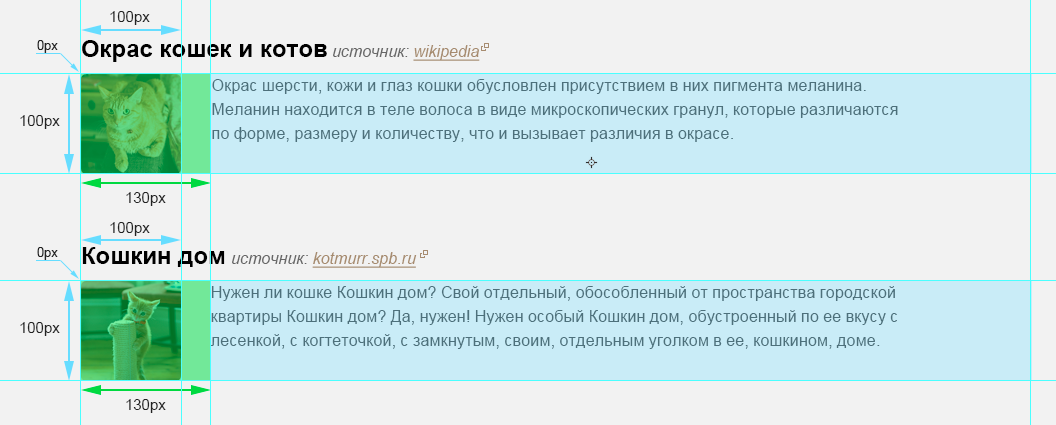 100px
0px
Окрас кошек и котов источник: wikipedia
Окрас шерсти, кожи и глаз кошки обусловлен присутствием в них пигмента меланина.
Меланин находится в теле волоса в виде микроскопических гранул, которые различаются
100px
по форме, размеру и количеству, что и вызывает различия в окрасе.
130px
100px
0px
Кошкин дом источник: kotmurr.spb.ru
Нужен ли кошке Кошкин дом? Свой отдельный, обособленный от пространства городской
квартиры Кошкин дом? Да, нужен! Нужен особый Кошкин дом, обустроенный по ее вкусу с
100px
лесенкой, с когтеточкой, с замкнутым, своим, отдельным уголком в ее, кошкином, доме.
130px